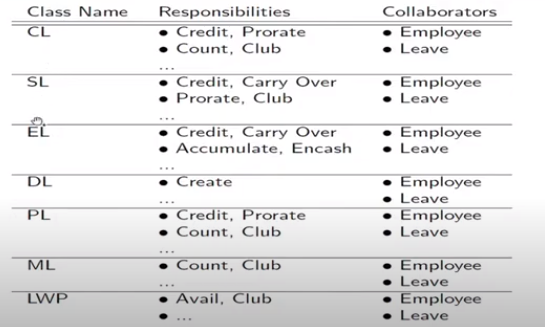 Class Name Responsibilities Collaborators
CL • Credit, Prorate • Employee
• Count, Club • Leave
...
SL • Credit, Carry Over • Employee
• Prorate, Club • Leave
...
EL • Credit, Carry Over • Employee
• Accumulate, Encash • Leave
...
DL • Create • Employee
... • Leave
PL • Credit, Prorate • Employee
• Count, Club • Leave
...
ML • Count, Club • Employee
... • Leave
LWP • Avail, Club • Employee
• ... • Leave